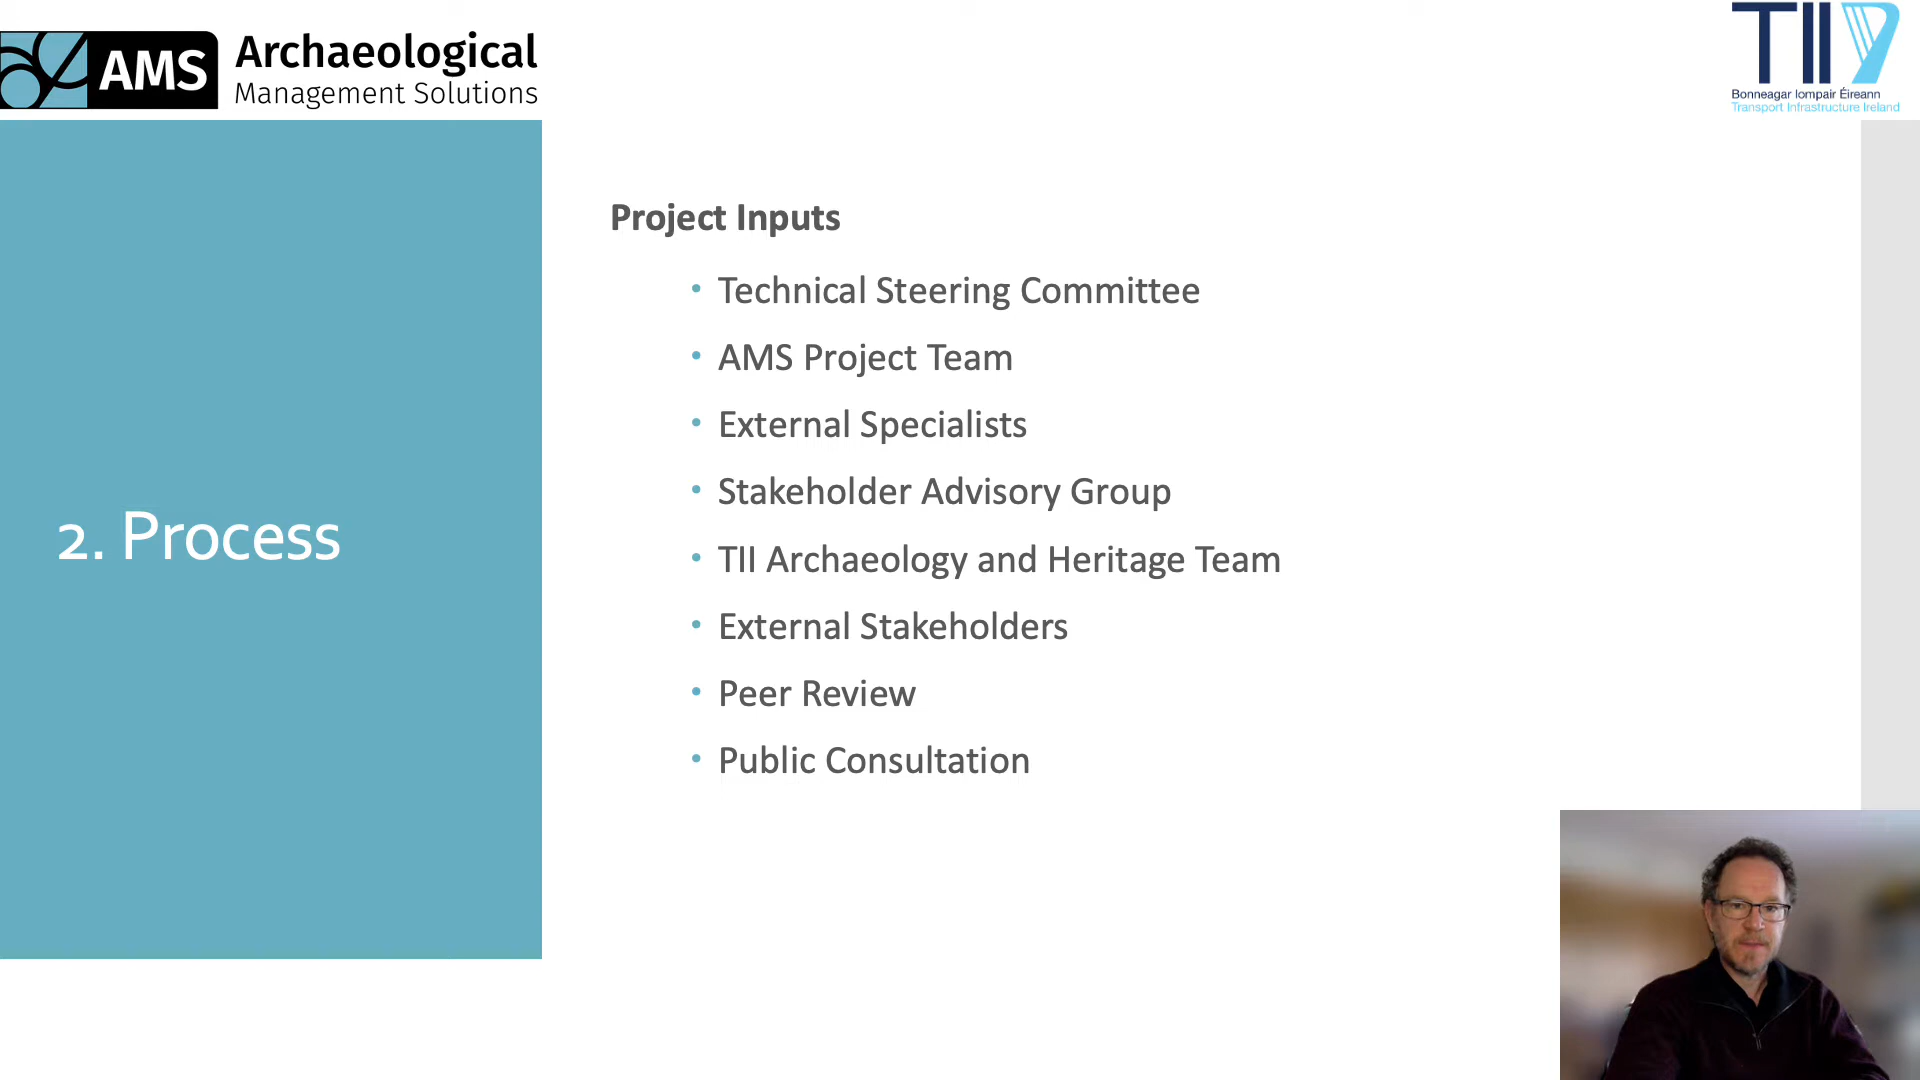 AMS
Archaeological
Management Solutions
TII
Bonneagar Iompair Éireann
Transport Infrastructure Ireland
2. Process
Project Inputs
• Technical Steering Committee
• AMS Project Team
• External Specialists
• Stakeholder Advisory Group
• TII Archaeology and Heritage Team
• External Stakeholders
• Peer Review
• Public Consultation